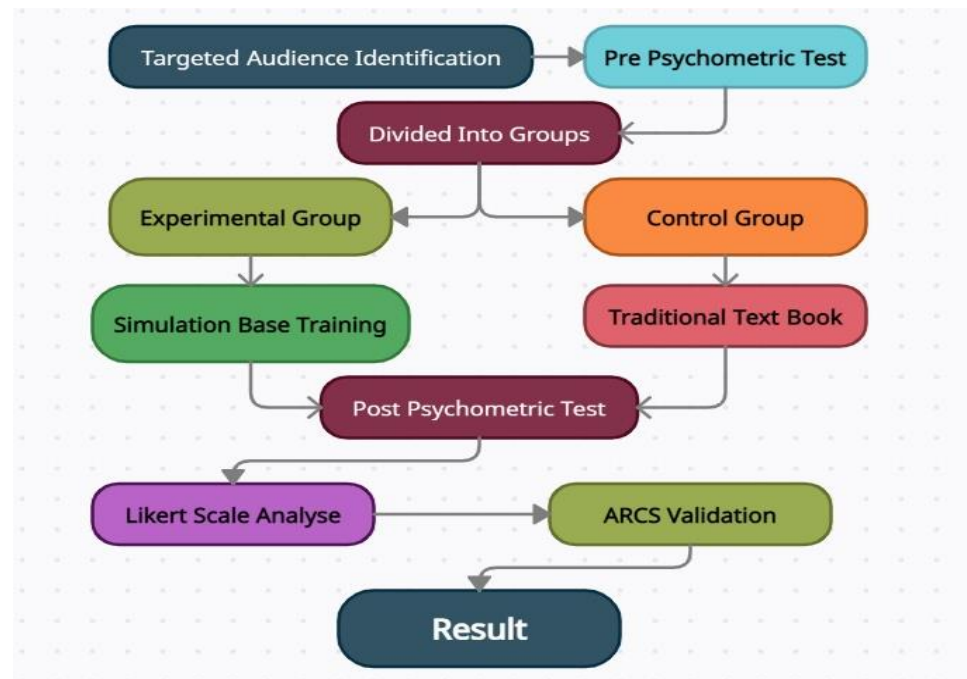 Targeted Audience Identification
Pre Psychometric Test
Divided Into Groups
Experimental Group
Control Group
Simulation Base Training
Traditional Text Book
Post Psychometric Test
Likert Scale Analyse
ARCS Validation
Result